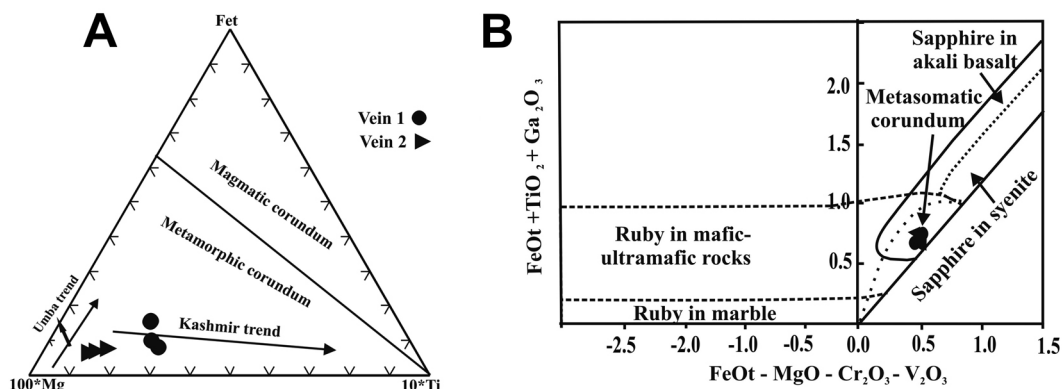 A
Fet
Vein 1
Vein 2
Magmatic corundum
Metamorphic corundum
Umba trend
Kashmir trend
100*Mg
10*Ti
B
FeOt +TiO₂ + Ga₂O₃
2.0
1.5
1.0
0.5
Sapphire in
akali basalt
Metasomatic
corundum
Sapphire in syenite
Ruby in mafic-
ultramafic rocks
Ruby in marble
-2.5 -2.0 -1.5 -1.0 -0.5 0.0 0.5 1.0 1.5
FeOt - MgO - Cr₂O₃ - V₂O₃